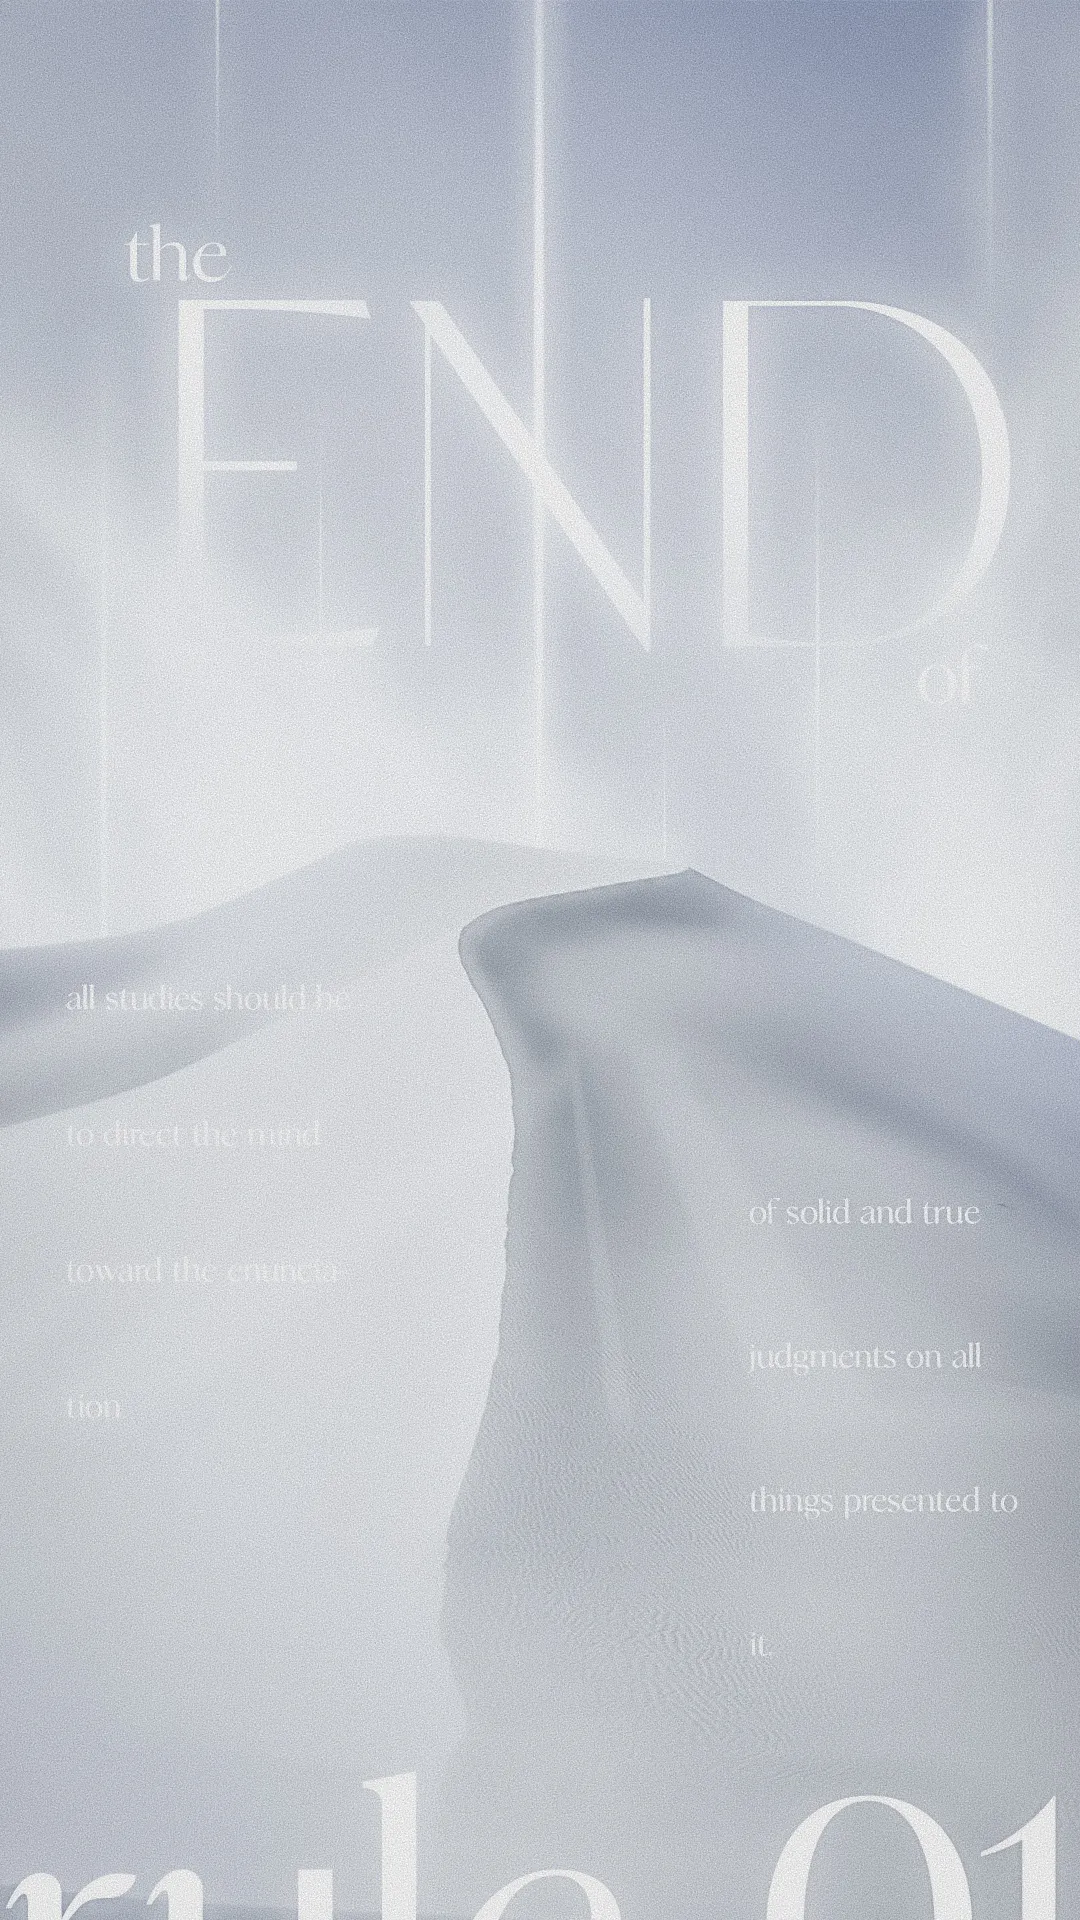 the
END
of
all studies should be
to direct the mind
toward the enuncia-
tion
of solid and true
judgments on all
things presented to
it.
rule 01